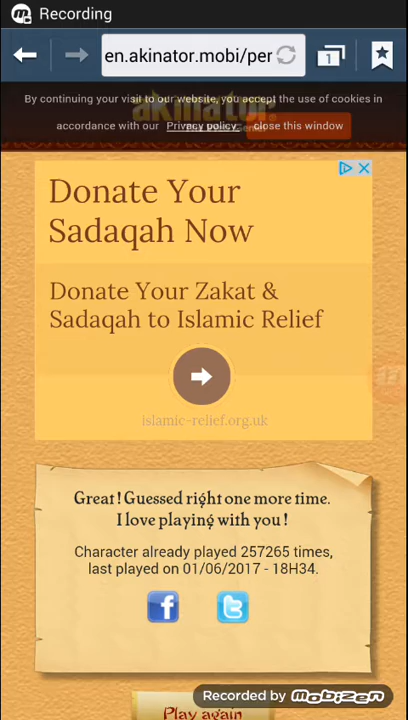 Recording
en.akinator.mobi/per
1
akinator
By continuing your visit to our website, you accept the use of cookies in
accordance with our Privacy policy. close this window
Donate Your
Sadaqah Now
Donate Your Zakat &
Sadaqah to Islamic Relief
islamic-relief.org.uk
Great ! Guessed right one more time.
I love playing with you !
Character already played 257265 times,
last played on 01/06/2017 - 18H34.
Play again
Recorded by mobizen